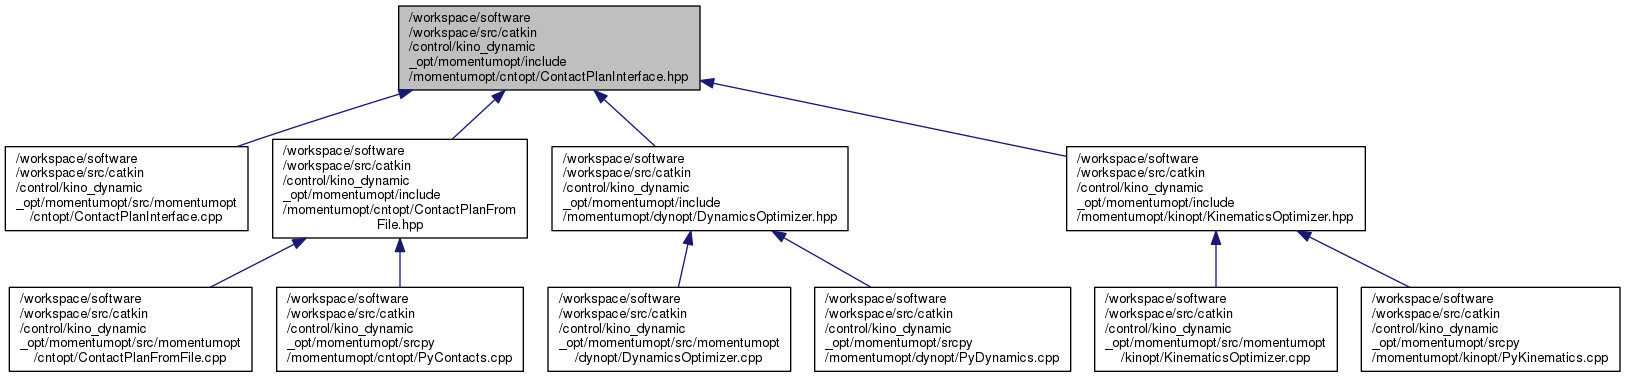 /workspace/software
/workspace/src/catkin
/control/kino_dynamic
_opt/momentumopt/include
/momentumopt/cntopt/ContactPlanInterface.hpp
/workspace/software
/workspace/src/catkin
/control/kino_dynamic
_opt/momentumopt/src/momentumopt
/cntopt/ContactPlanInterface.cpp
/workspace/software
/workspace/src/catkin
/control/kino_dynamic
_opt/momentumopt/include
/momentumopt/cntopt/ContactPlanFrom
File.hpp
/workspace/software
/workspace/src/catkin
/control/kino_dynamic
_opt/momentumopt/include
/momentumopt/dynopt/DynamicsOptimizer.hpp
/workspace/software
/workspace/src/catkin
/control/kino_dynamic
_opt/momentumopt/include
/momentumopt/kinopt/KinematicsOptimizer.hpp
/workspace/software
/workspace/src/catkin
/control/kino_dynamic
_opt/momentumopt/src/momentumopt
/cntopt/ContactPlanFromFile.cpp
/workspace/software
/workspace/src/catkin
/control/kino_dynamic
_opt/momentumopt/srcpy
/momentumopt/cntopt/PyContacts.cpp
/workspace/software
/workspace/src/catkin
/control/kino_dynamic
_opt/momentumopt/src/momentumopt
/dynopt/DynamicsOptimizer.cpp
/workspace/software
/workspace/src/catkin
/control/kino_dynamic
_opt/momentumopt/srcpy
/momentumopt/dynopt/PyDynamics.cpp
/workspace/software
/workspace/src/catkin
/control/kino_dynamic
_opt/momentumopt/src/momentumopt
/kinopt/KinematicsOptimizer.cpp
/workspace/software
/workspace/src/catkin
/control/kino_dynamic
_opt/momentumopt/srcpy
/momentumopt/kinopt/PyKinematics.cpp